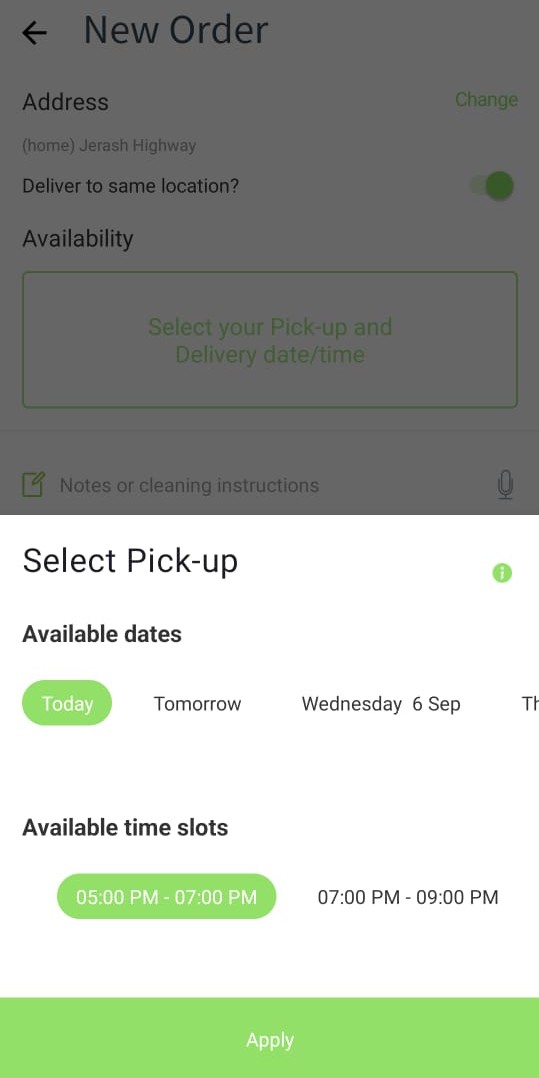 New Order
Address
Change
(home) Jerash Highway
Deliver to same location?
Availability
Select your Pick-up and
Delivery date/time
Notes or cleaning instructions
Select Pick-up
Available dates
Today Tomorrow Wednesday 6 Sep Th
Available time slots
05:00 PM - 07:00 PM 07:00 PM - 09:00 PM
Apply